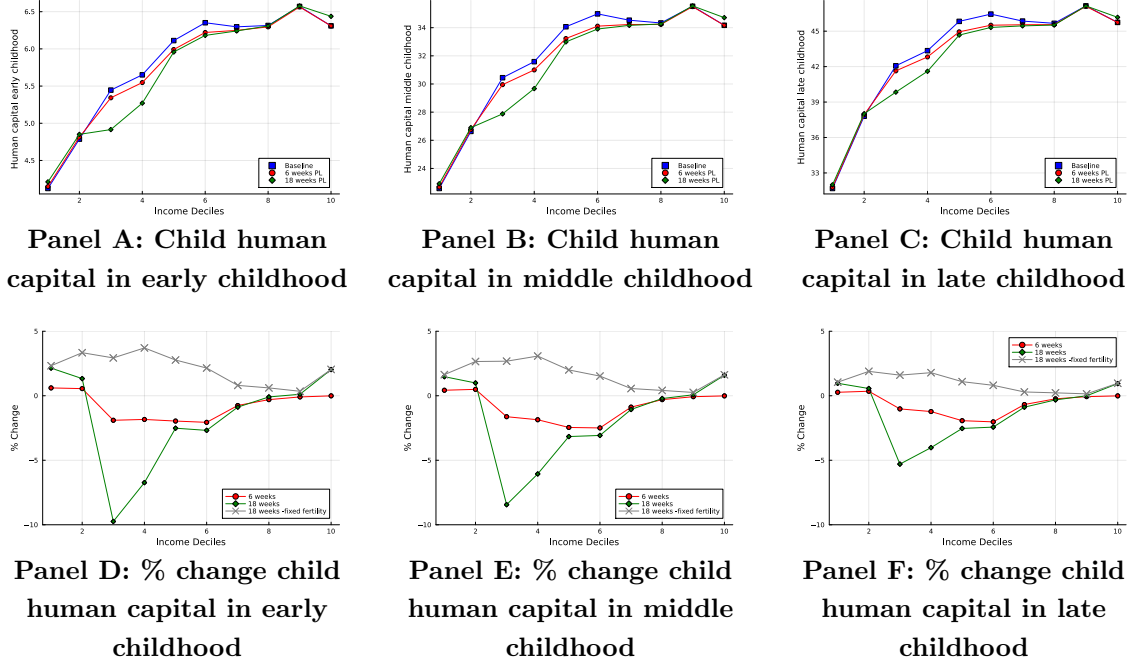 Human capital early childhood
6.5
6.0
5.5
5.0
4.5
Baseline
6 weeks PL
18 weeks PL
2 4 6 8 10
Income Deciles
Human capital middle childhood
34
32
30
28
26
24
Baseline
6 weeks PL
18 weeks PL
2 4 6 8 10
Income Deciles
Human capital late childhood
45
42
39
36
33
Baseline
6 weeks PL
18 weeks PL
2 4 6 8 10
Income Deciles
Panel A: Child human
capital in early childhood
Panel B: Child human
capital in middle childhood
Panel C: Child human
capital in late childhood
% Change
5
0
−5
−10
6 weeks
18 weeks
18 weeks -fixed fertility
2 4 6 8 10
Income Deciles
% Change
5
0
−5
−10
6 weeks
18 weeks
18 weeks -fixed fertility
2 4 6 8 10
Income Deciles
% Change
5
0
−5
−10
6 weeks
18 weeks
18 weeks -fixed fertility
2 4 6 8 10
Income Deciles
Panel D: % change child
human capital in early
childhood
Panel E: % change child
human capital in middle
childhood
Panel F: % change child
human capital in late
childhood